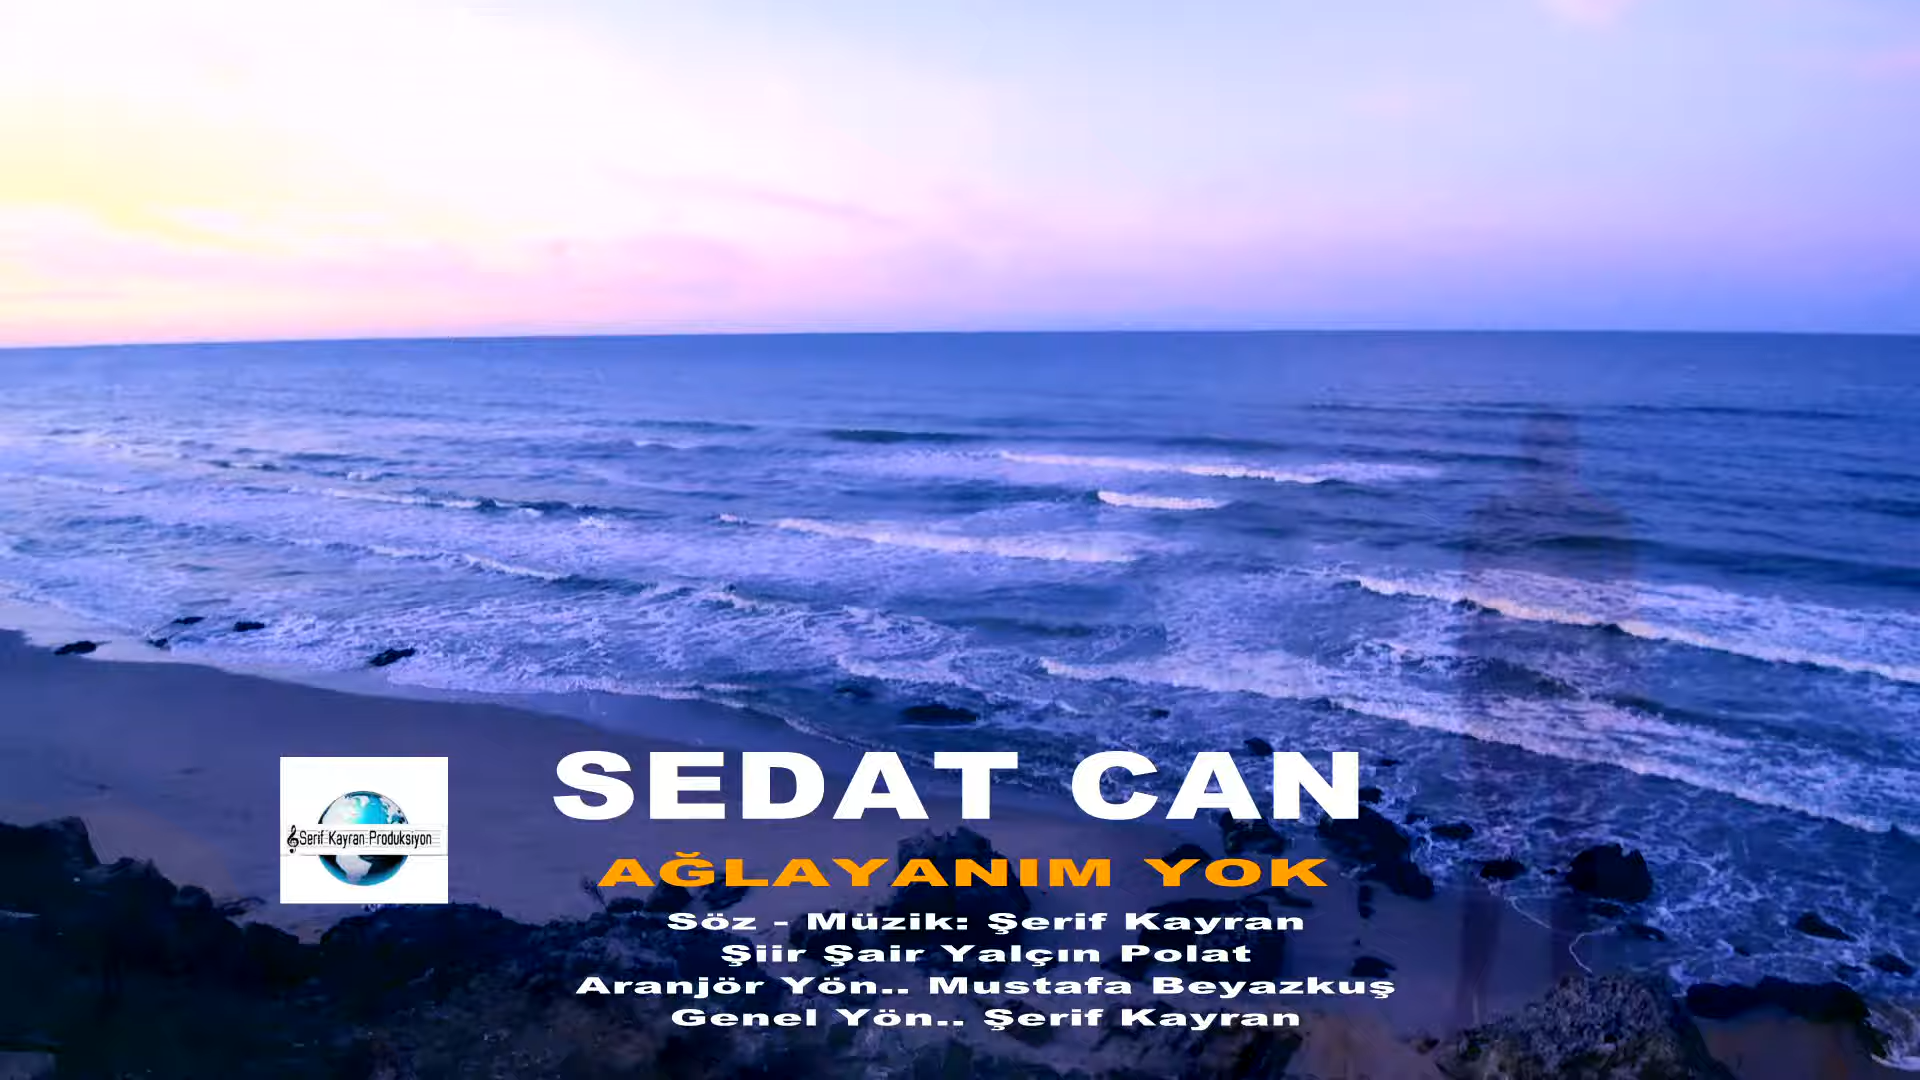 SEDAT CAN
Serif Kayran Produksiyon
AĞLAYANIM YOK
Söz - Müzik: Şerif Kayran
Şiir Şair Yalçın Polat
Aranjör Yön.. Mustafa Beyazkuş
Genel Yön.. Şerif Kayran